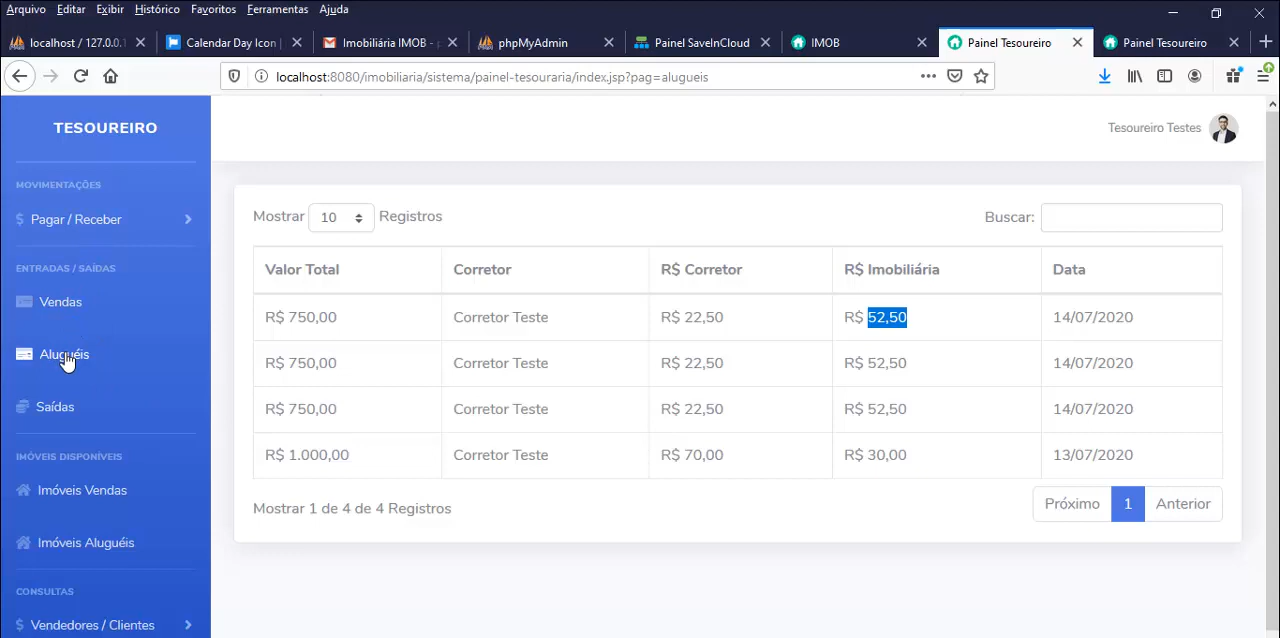 Arquivo Editar Exibir Histórico Favoritos Ferramentas Ajuda
localhost / 127.0.0.1 Calendar Day Icon Imobiliária IMOB - phpMyAdmin Painel SaveInCloud IMOB Painel Tesoureiro Painel Tesoureiro
localhost:8080/imobiliaria/sistema/painel-tesouraria/index.jsp?pag=alugueis
TESOUREIRO
Tesoureiro Testes
MOVIMENTAÇÕES
$ Pagar / Receber
ENTRADAS / SAÍDAS
Vendas
Aluguéis
Saídas
IMÓVEIS DISPONÍVEIS
Imóveis Vendas
Imóveis Aluguéis
CONSULTAS
$ Vendedores / Clientes
Mostrar 10 Registros Buscar:
Valor Total Corretor R$ Corretor R$ Imobiliária Data
R$ 750,00 Corretor Teste R$ 22,50 R$ 52,50 14/07/2020
R$ 750,00 Corretor Teste R$ 22,50 R$ 52,50 14/07/2020
R$ 750,00 Corretor Teste R$ 22,50 R$ 52,50 14/07/2020
R$ 1.000,00 Corretor Teste R$ 70,00 R$ 30,00 13/07/2020
Mostrar 1 de 4 de 4 Registros Próximo 1 Anterior